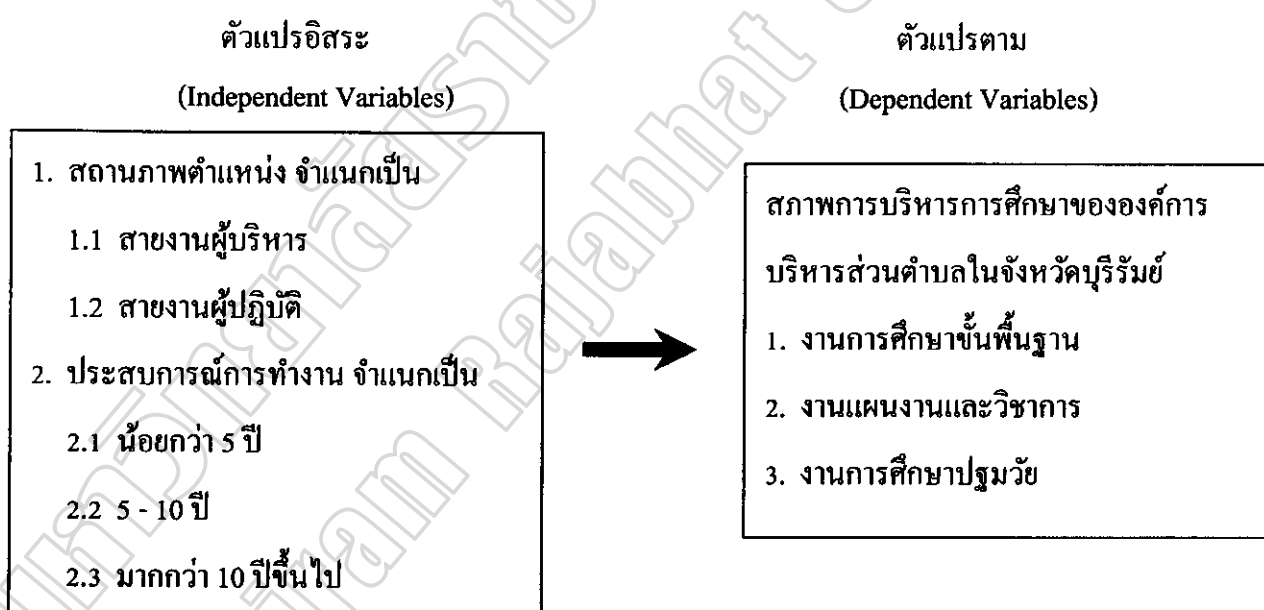 ตัวแปรอิสระ
(Independent Variables)
1. สถานภาพตำแหน่ง จำแนกเป็น
1.1 สายงานผู้บริหาร
1.2 สายงานผู้ปฏิบัติ
2. ประสบการณ์การทำงาน จำแนกเป็น
2.1 น้อยกว่า 5 ปี
2.2 5 - 10 ปี
2.3 มากกว่า 10 ปีขึ้นไป
ตัวแปรตาม
(Dependent Variables)
สภาพการบริหารการศึกษาขององค์การ
บริหารส่วนตำบลในจังหวัดบุรีรัมย์
1. งานการศึกษาขั้นพื้นฐาน
2. งานแผนงานและวิชาการ
3. งานการศึกษาปฐมวัย
Rajabhat